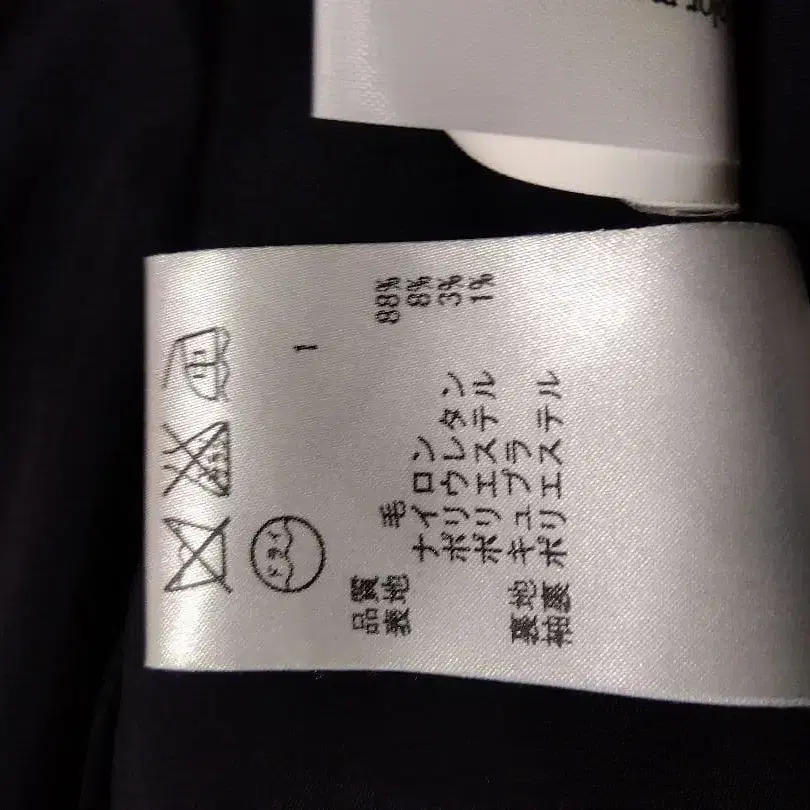 中
ドライ
1
品質
表地 毛 88%
ナイロン 8%
ポリウレタン 3%
ポリエステル 1%
裏地 キュプラ
袖裏 ポリエステル